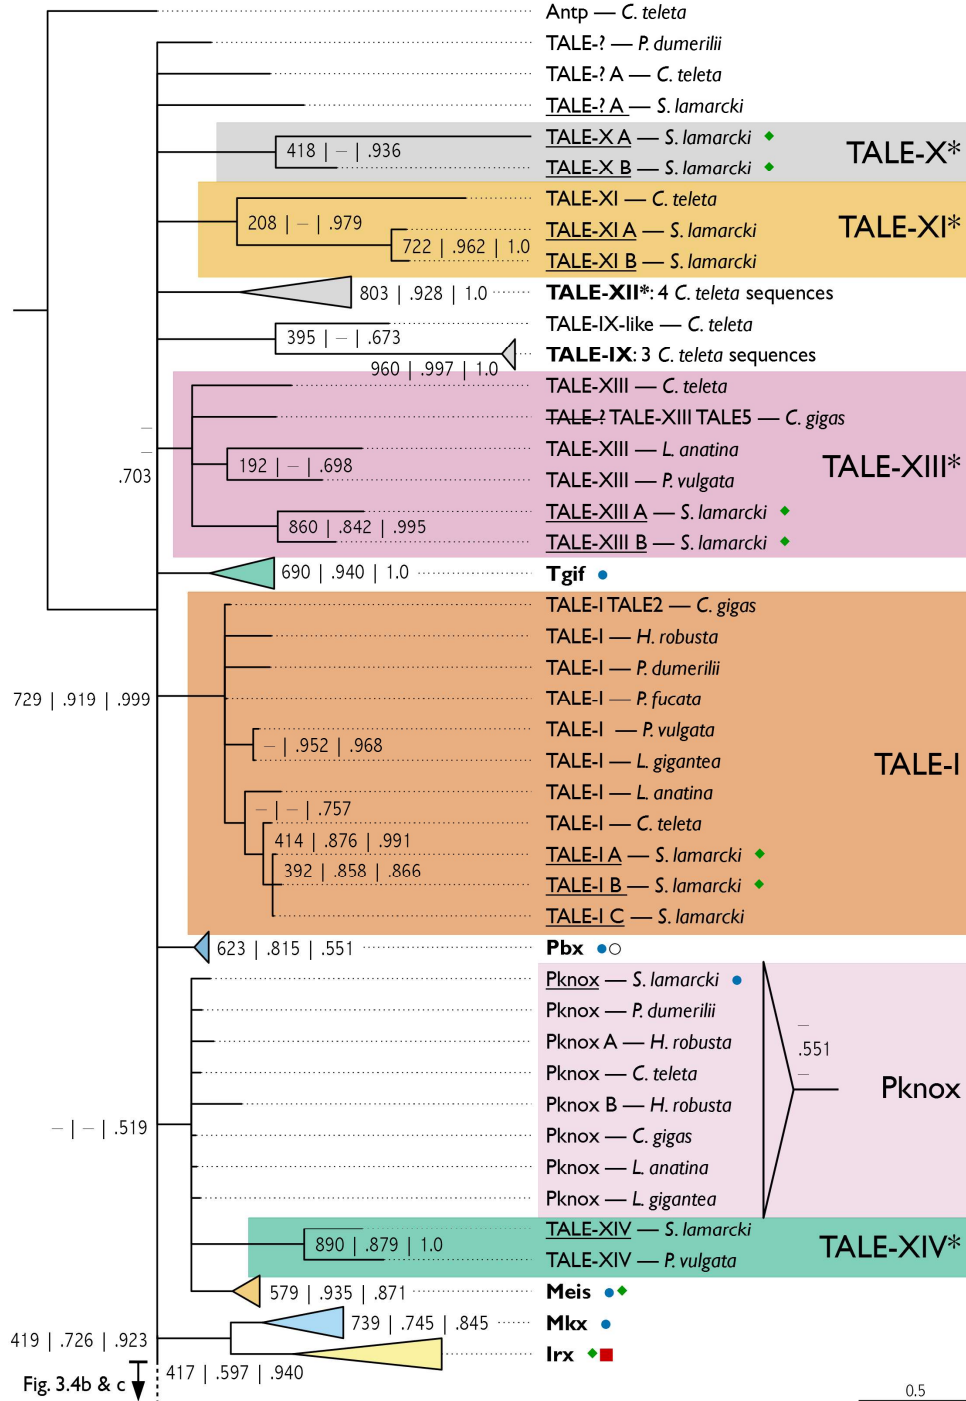 Antp — C. teleta
TALE-? — P. dumerilii
TALE-? A — C. teleta
TALE-? A — S. lamarcki
TALE-X A — S. lamarcki
418 | – | .936
TALE-X*
TALE-X B — S. lamarcki
TALE-XI — C. teleta
208 | – | .979
TALE-XI*
TALE-XI A — S. lamarcki
722 | .962 | 1.0
TALE-XI B — S. lamarcki
803 | .928 | 1.0
TALE-XII*: 4 C. teleta sequences
TALE-IX-like — C. teleta
395 | – | .673
TALE-IX: 3 C. teleta sequences
960 | .997 | 1.0
TALE-XIII — C. teleta
TALE-? TALE-XIII TALE5 — C. gigas
–
–
.703
TALE-XIII — L. anatina
192 | – | .698
TALE-XIII*
TALE-XIII — P. vulgata
TALE-XIII A — S. lamarcki
860 | .842 | .995
TALE-XIII B — S. lamarcki
690 | .940 | 1.0
Tgif
TALE-I TALE2 — C. gigas
TALE-I — H. robusta
TALE-I — P. dumerilii
729 | .919 | .999
TALE-I — P. fucata
TALE-I — P. vulgata
– | .952 | .968
TALE-I — L. gigantea
TALE-I
TALE-I — L. anatina
– | – | .757
TALE-I — C. teleta
414 | .876 | .991
TALE-I A — S. lamarcki
392 | .858 | .866
TALE-I B — S. lamarcki
TALE-I C — S. lamarcki
623 | .815 | .551
Pbx
Pknox — S. lamarcki
Pknox — P. dumerilii
Pknox A — H. robusta
–
.551
–
Pknox — C. teleta
Pknox
Pknox B — H. robusta
– | – | .519
Pknox — C. gigas
Pknox — L. anatina
Pknox — L. gigantea
TALE-XIV — S. lamarcki
890 | .879 | 1.0
TALE-XIV*
TALE-XIV — P. vulgata
579 | .935 | .871
Meis
739 | .745 | .845
Mkx
419 | .726 | .923
Irx
417 | .597 | .940
Fig. 3.4b & c
0.5